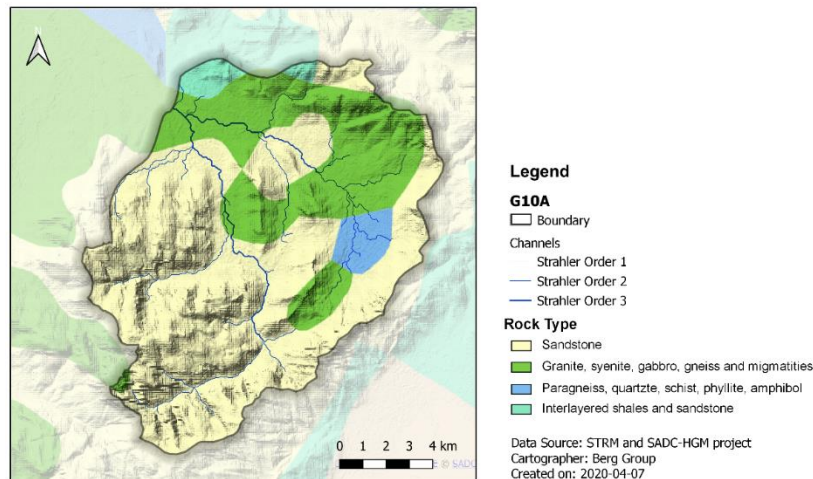 N
Legend
G10A
Boundary
Channels
Strahler Order 1
Strahler Order 2
Strahler Order 3
Rock Type
Sandstone
Granite, syenite, gabbro, gneiss and migmatities
Paragneiss, quartzte, schist, phyllite, amphibol
Interlayered shales and sandstone
0 1 2 3 4 km
© SADC
Data Source: STRM and SADC-HGM project
Cartographer: Berg Group
Created on: 2020-04-07